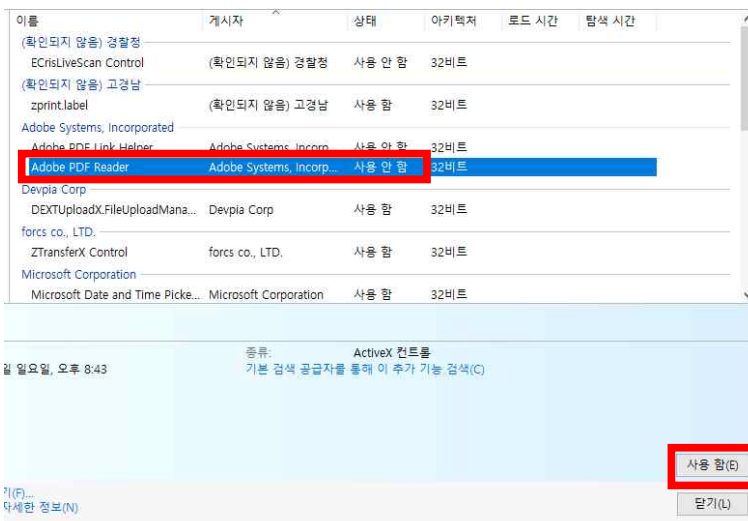 이름 게시자 상태 아키텍처 로드 시간 탐색 시간
(확인되지 않음) 경찰청
ECrisLiveScan Control (확인되지 않음) 경찰청 사용 안 함 32비트
(확인되지 않음) 고경남
zprint.label (확인되지 않음) 고경남 사용 함 32비트
Adobe Systems, Incorporated
Adobe PDF Link Helper Adobe Systems, Incorp... 사용 안 함 32비트
Adobe PDF Reader Adobe Systems, Incorp... 사용 안 함 32비트
Devpia Corp
DEXTUploadX.FileUploadMana... Devpia Corp 사용 함 32비트
forcs co., LTD.
ZTransferX Control forcs co., LTD. 사용 함 32비트
Microsoft Corporation
Microsoft Date and Time Picke... Microsoft Corporation 사용 함 32비트
종류: ActiveX 컨트롤
일 일요일, 오후 8:43 기본 검색 공급자를 통해 이 추가 기능 검색(C)
사용 함(E)
기(F)...
자세한 정보(N) 닫기(L)